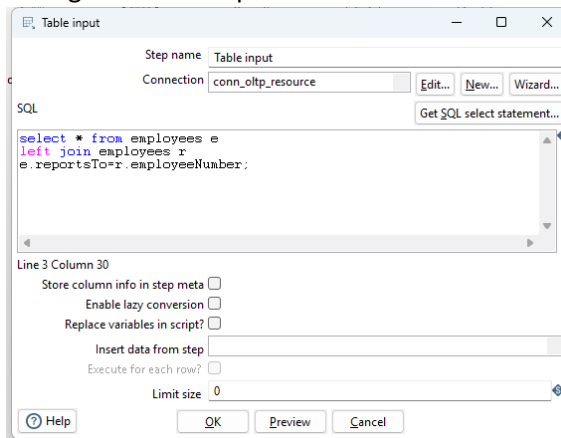 Table input
Step name Table input
Connection conn_oltp_resource Edit... New... Wizard...
SQL Get SQL select statement...
select * from employees e
left join employees r
e.reportsTo=r.employeeNumber;
Line 3 Column 30
Store column info in step meta
Enable lazy conversion
Replace variables in script?
Insert data from step
Execute for each row?
Limit size 0
Help OK Preview Cancel